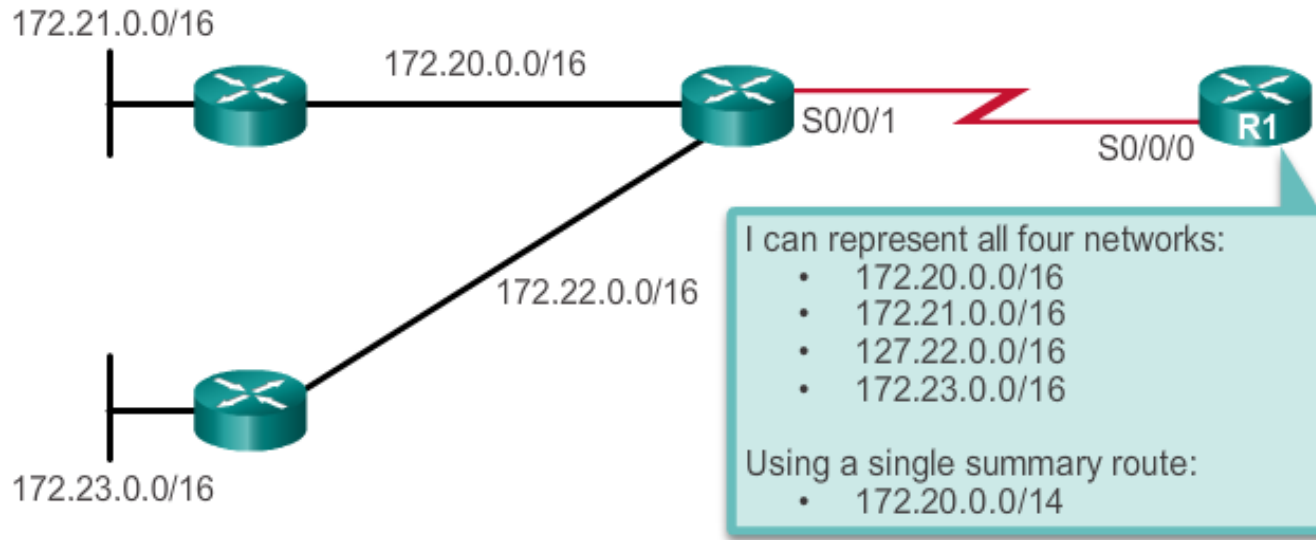 172.21.0.0/16
172.20.0.0/16
S0/0/1
S0/0/0
R1
172.22.0.0/16
172.23.0.0/16
I can represent all four networks:
• 172.20.0.0/16
• 172.21.0.0/16
• 127.22.0.0/16
• 172.23.0.0/16
Using a single summary route:
• 172.20.0.0/14